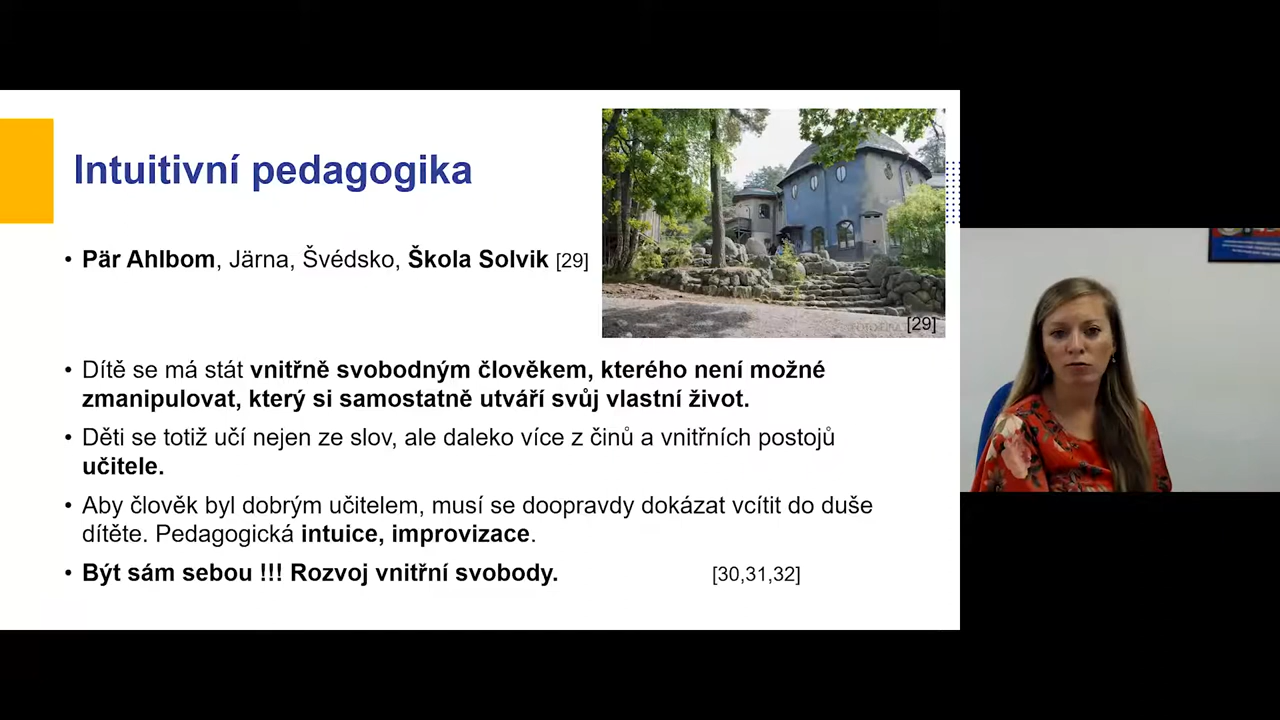 Intuitivní pedagogika
• Pär Ahlbom, Järna, Švédsko, Škola Solvik [29]
[29]
• Dítě se má stát vnitřně svobodným člověkem, kterého není možné
zmanipulovat, který si samostatně utváří svůj vlastní život.
• Děti se totiž učí nejen ze slov, ale daleko více z činů a vnitřních postojů
učitele.
• Aby člověk byl dobrým učitelem, musí se doopravdy dokázat vcítit do duše
dítěte. Pedagogická intuice, improvizace.
• Být sám sebou !!! Rozvoj vnitřní svobody. [30,31,32]